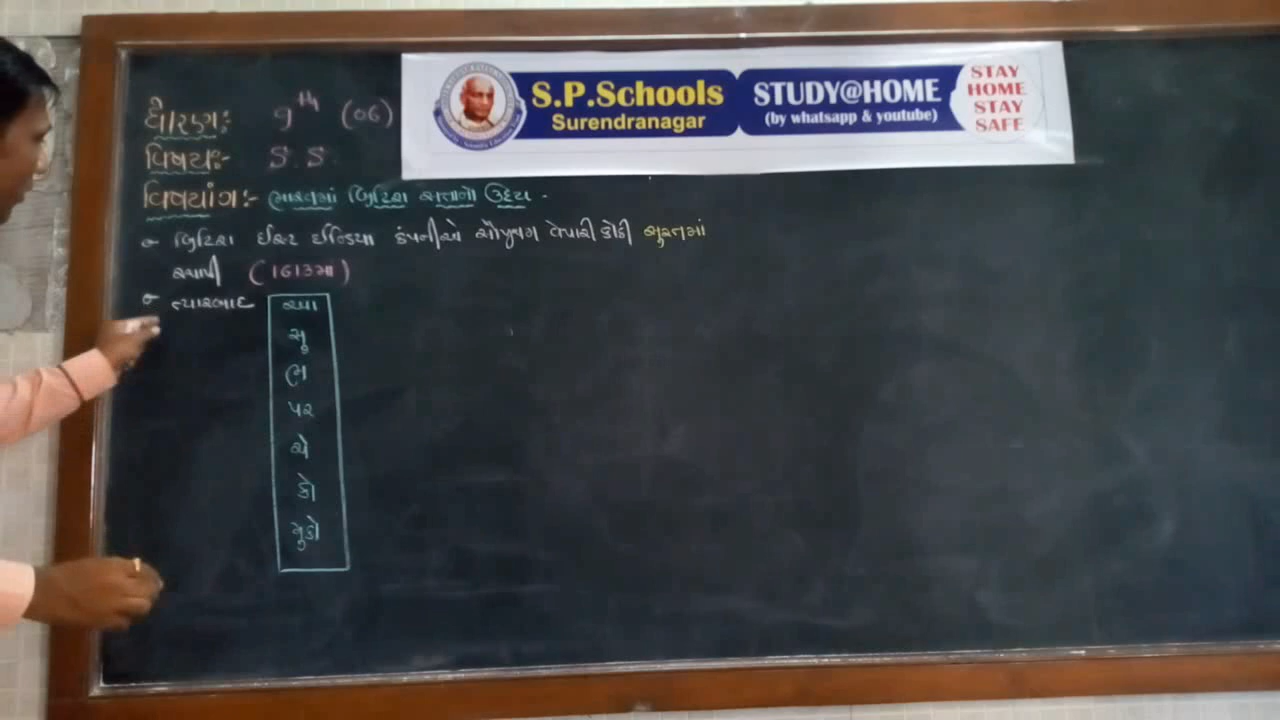 ધોરણ:  9th (06)
વિષય:- S.S.
વિષયાંગ:- ભારતમાં બ્રિટિશ સત્તાનો ઉદય.
બ્રિટિશ ઈસ્ટ ઈન્ડિયા કંપનીએ સૌપ્રથમ વેપારી કોઠી સુરતમાં
સ્થાપી (1613માં)
ત્યારબાદ
સુ
ભ
કો
S.P.Schools
Surendranagar
STUDY@HOME
(by whatsapp & youtube)
STAY
HOME
STAY
SAFE